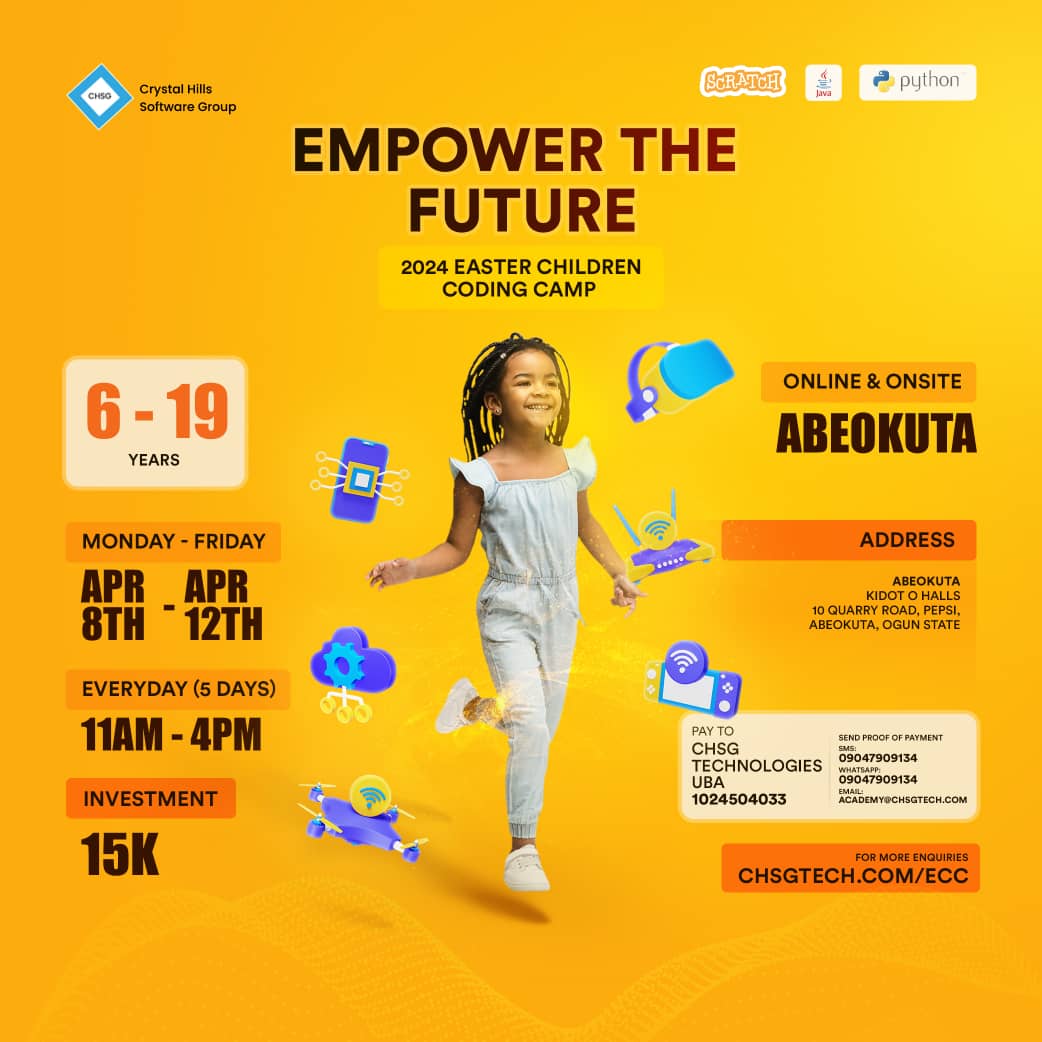 CHSG
Crystal Hills
Software Group
SCRATCH
Java
python
EMPOWER THE
FUTURE
2024 EASTER CHILDREN
CODING CAMP
6 - 19
YEARS
MONDAY - FRIDAY
APR
8TH
-
APR
12TH
EVERYDAY (5 DAYS)
11AM - 4PM
INVESTMENT
15K
ONLINE & ONSITE
ABEOKUTA
ADDRESS
ABEOKUTA
KIDOT O HALLS
10 QUARRY ROAD, PEPSI,
ABEOKUTA, OGUN STATE
PAY TO
CHSG
TECHNOLOGIES
UBA
1024504033
SEND PROOF OF PAYMENT
SMS:
09047909134
WHATSAPP:
09047909134
EMAIL:
ACADEMY@CHSGTECH.COM
FOR MORE ENQUIRIES
CHSGTECH.COM/ECC